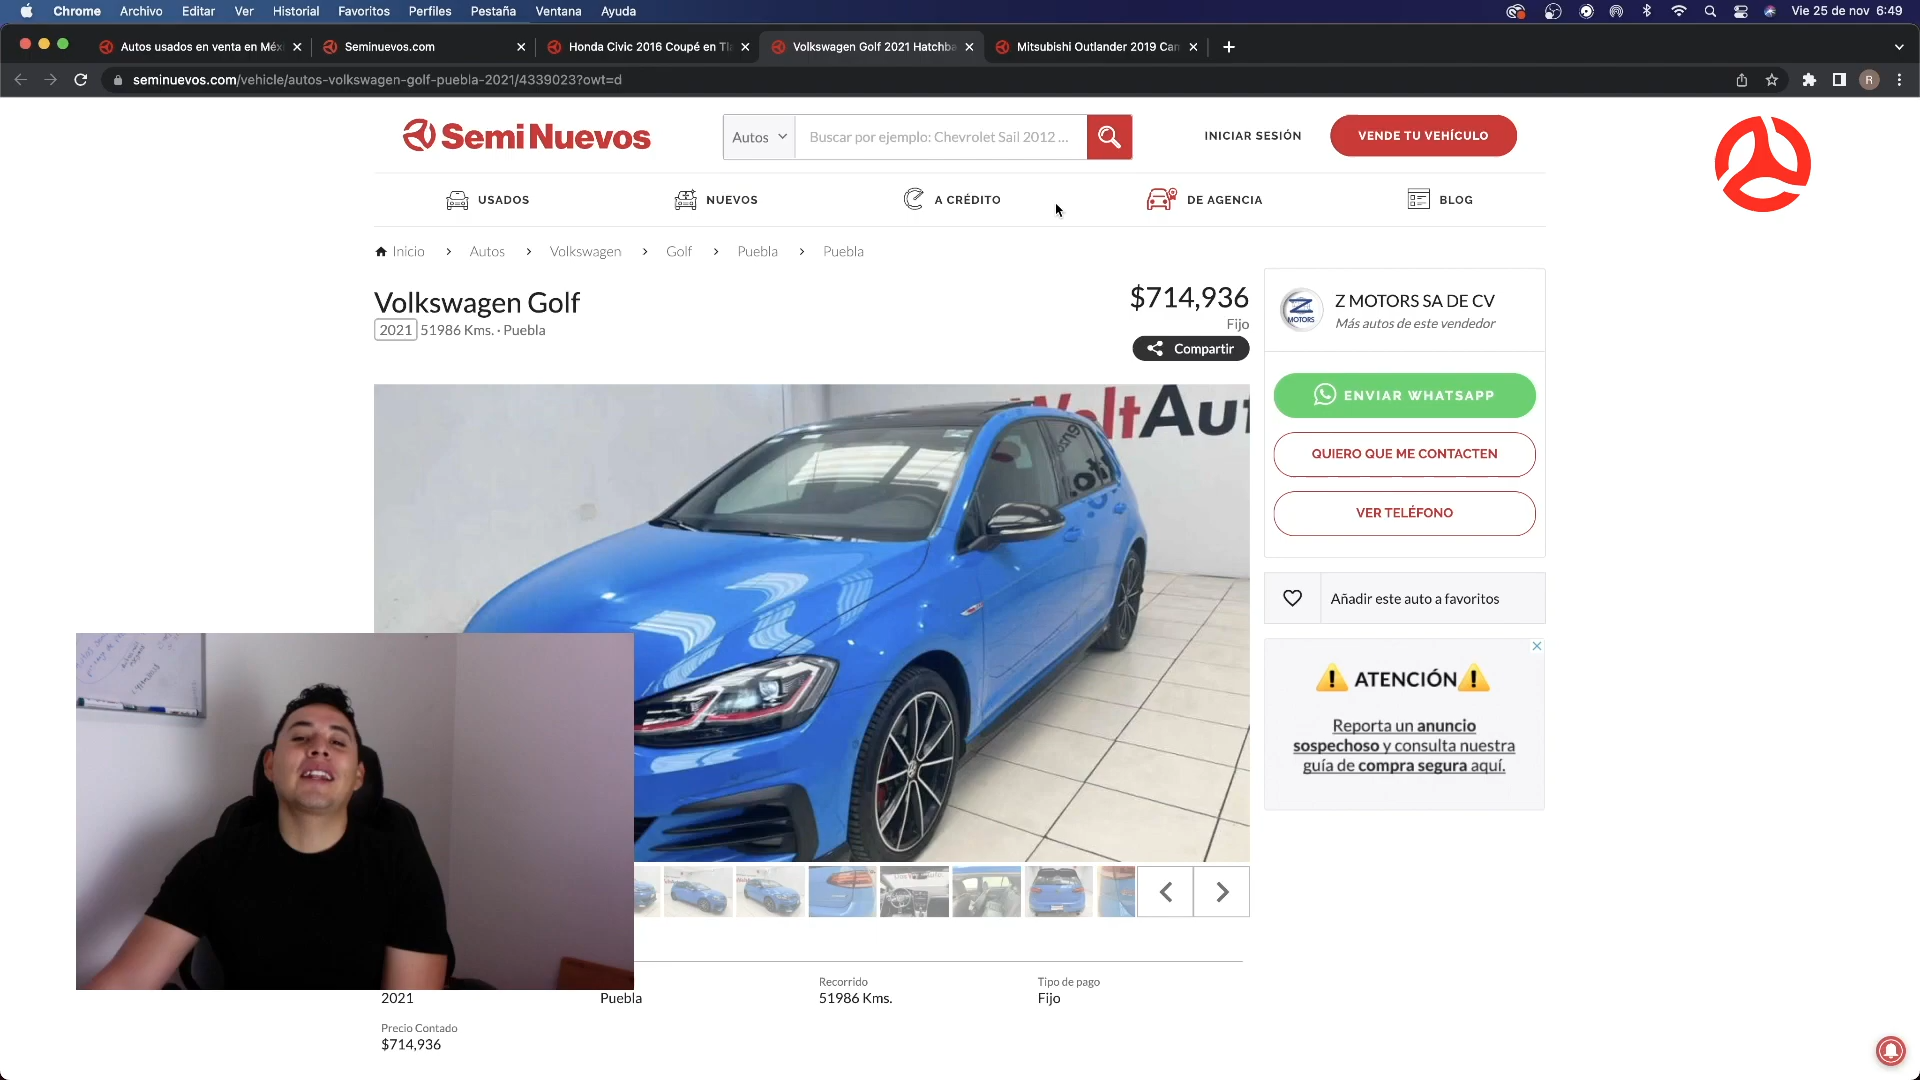 Chrome Archivo Editar Ver Historial Favoritos Perfiles Pestaña Ventana Ayuda
Vie 25 de nov 6:49
Autos usados en venta en Méxi
Seminuevos.com
Honda Civic 2016 Coupé en Tla
Volkswagen Golf 2021 Hatchba
Mitsubishi Outlander 2019 Cam
seminuevos.com/vehicle/autos-volkswagen-golf-puebla-2021/4339023?owt=d
R
SemiNuevos
Autos
Buscar por ejemplo: Chevrolet Sail 2012 ...
INICIAR SESIÓN
VENDE TU VEHÍCULO
USADOS
NUEVOS
A CRÉDITO
DE AGENCIA
BLOG
Inicio > Autos > Volkswagen > Golf > Puebla > Puebla
Volkswagen Golf
2021 51986 Kms. · Puebla
$714,936
Fijo
Compartir
Z MOTORS
Z MOTORS SA DE CV
Más autos de este vendedor
ENVIAR WHATSAPP
QUIERO QUE ME CONTACTEN
VER TELÉFONO
Añadir este auto a favoritos
ATENCIÓN
Reporta un anuncio
sospechoso y consulta nuestra
guía de compra segura aquí.
WeltAut
2021
Puebla
Recorrido
51986 Kms.
Tipo de pago
Fijo
Precio Contado
$714,936